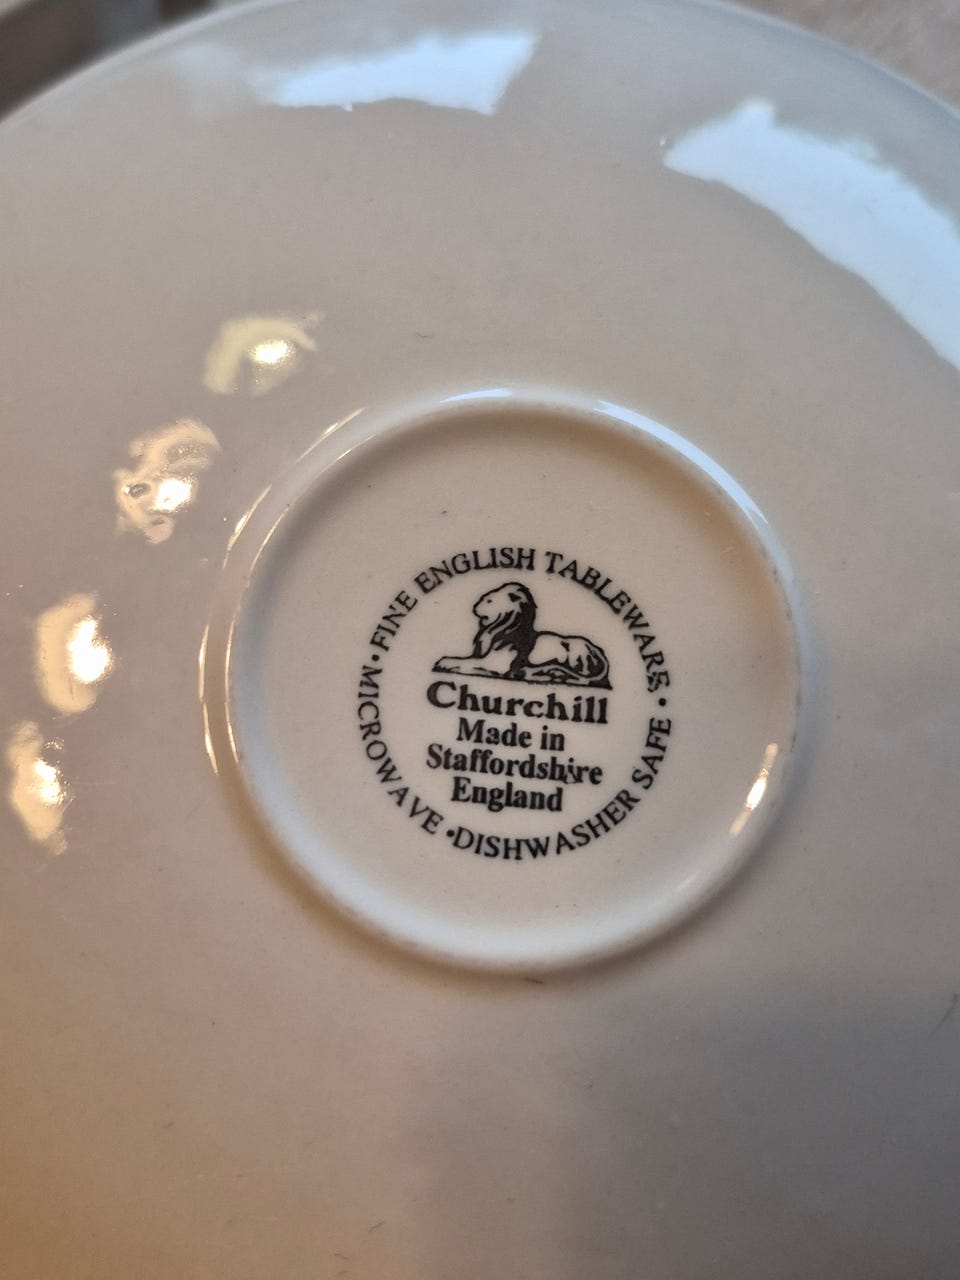 • FINE ENGLISH TABLEWARE •
Churchill
Made in
Staffordshire
England
MICROWAVE • DISHWASHER SAFE